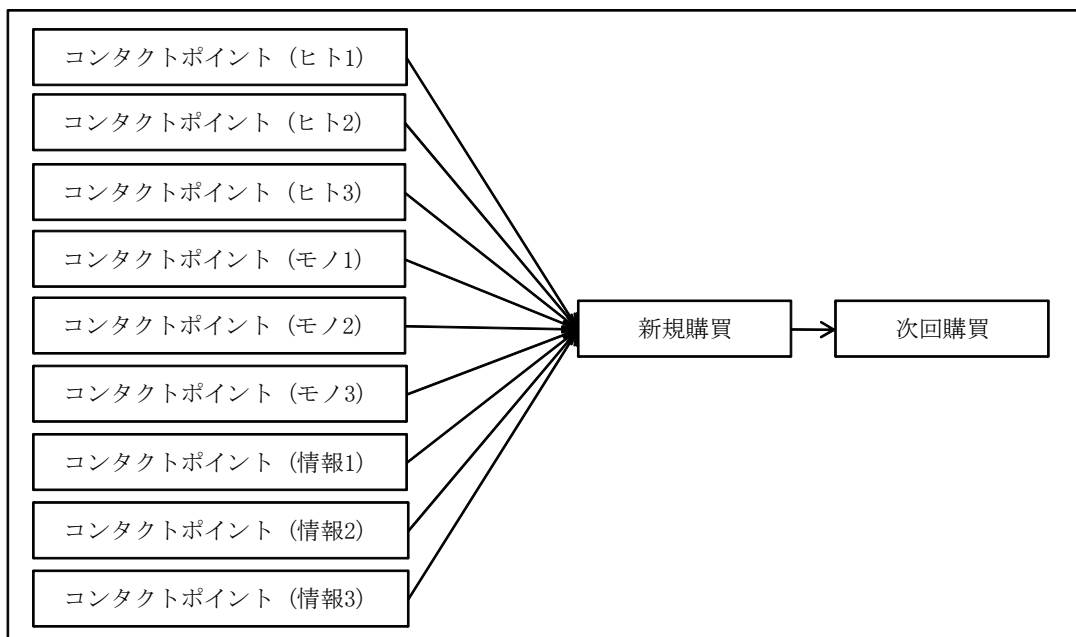 コンタクトポイント (ヒト1)
コンタクトポイント (ヒト2)
コンタクトポイント (ヒト3)
コンタクトポイント (モノ1)
コンタクトポイント (モノ2)
コンタクトポイント (モノ3)
コンタクトポイント (情報1)
コンタクトポイント (情報2)
コンタクトポイント (情報3)
新規購買
次回購買